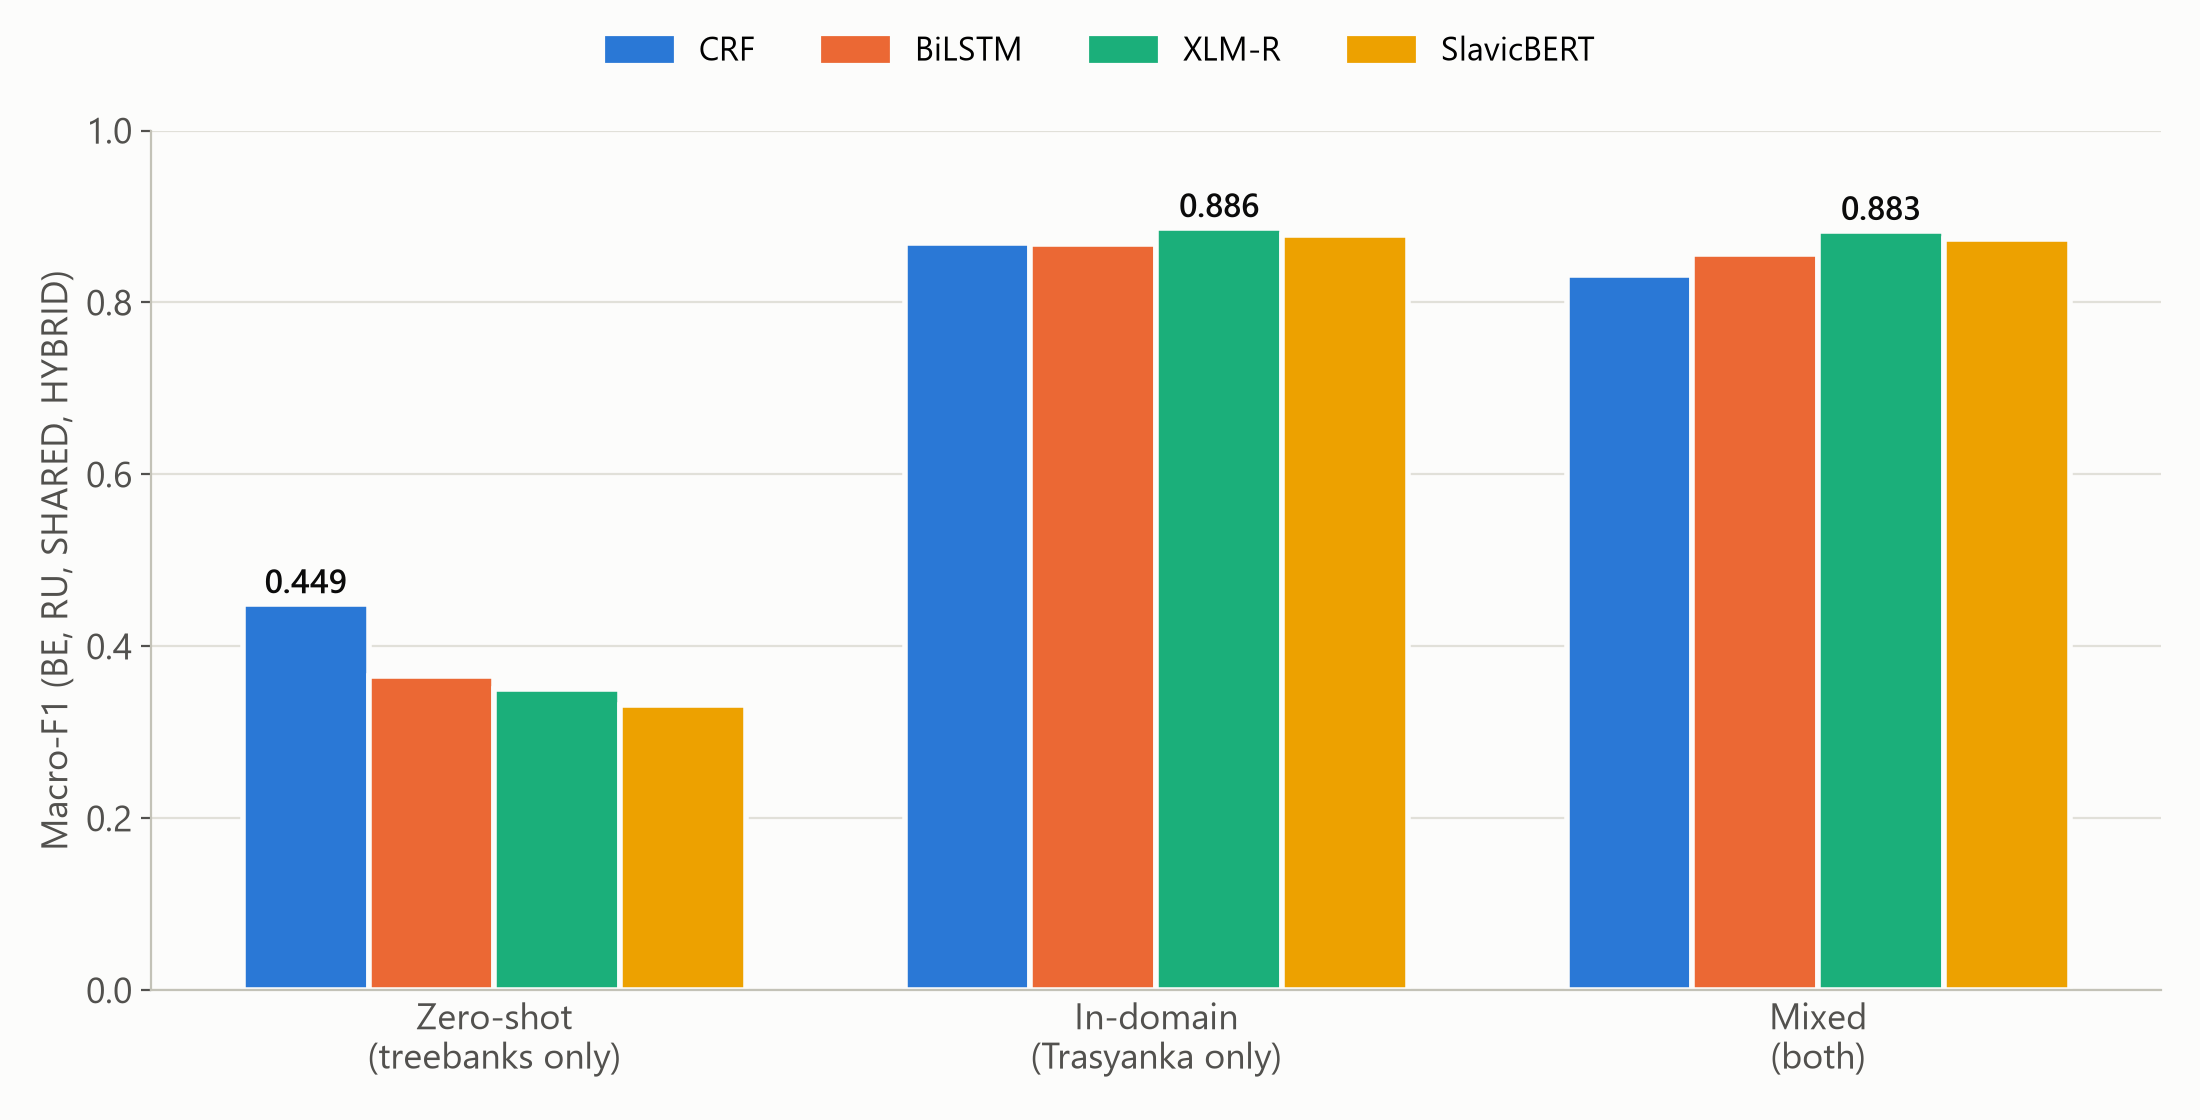 CRF BiLSTM XLM-R SlavicBERT
Macro-F1 (BE, RU, SHARED, HYBRID)
1.0
0.8
0.6
0.4
0.2
0.0
0.449
0.886
0.883
Zero-shot
(treebanks only)
In-domain
(Trasyanka only)
Mixed
(both)